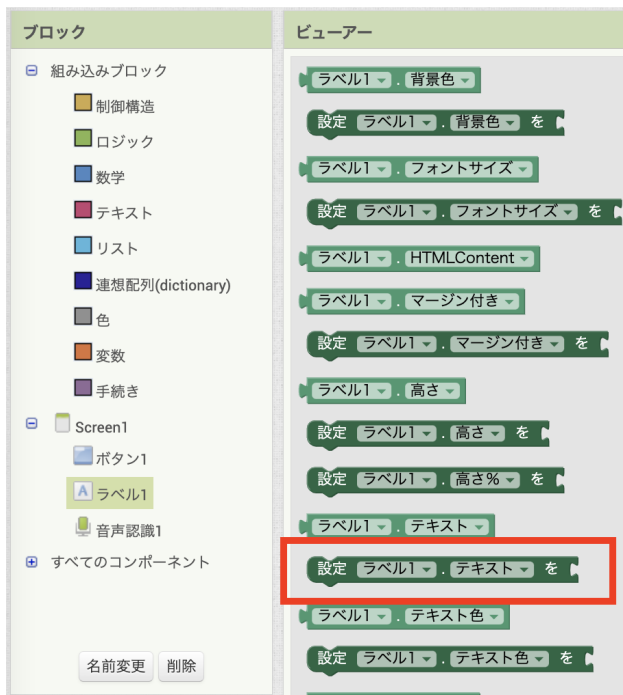 ブロック
組み込みブロック
制御構造
ロジック
数学
テキスト
リスト
連想配列(dictionary)
色
変数
手続き
Screen1
ボタン1
A ラベル1
音声認識1
すべてのコンポーネント
名前変更 削除
ビューアー
ラベル1 . 背景色
設定 ラベル1 . 背景色 を
ラベル1 . フォントサイズ
設定 ラベル1 . フォントサイズ を
ラベル1 . HTMLContent
ラベル1 . マージン付き
設定 ラベル1 . マージン付き を
ラベル1 . 高さ
設定 ラベル1 . 高さ を
設定 ラベル1 . 高さ% を
ラベル1 . テキスト
設定 ラベル1 . テキスト を
ラベル1 . テキスト色
設定 ラベル1 . テキスト色 を